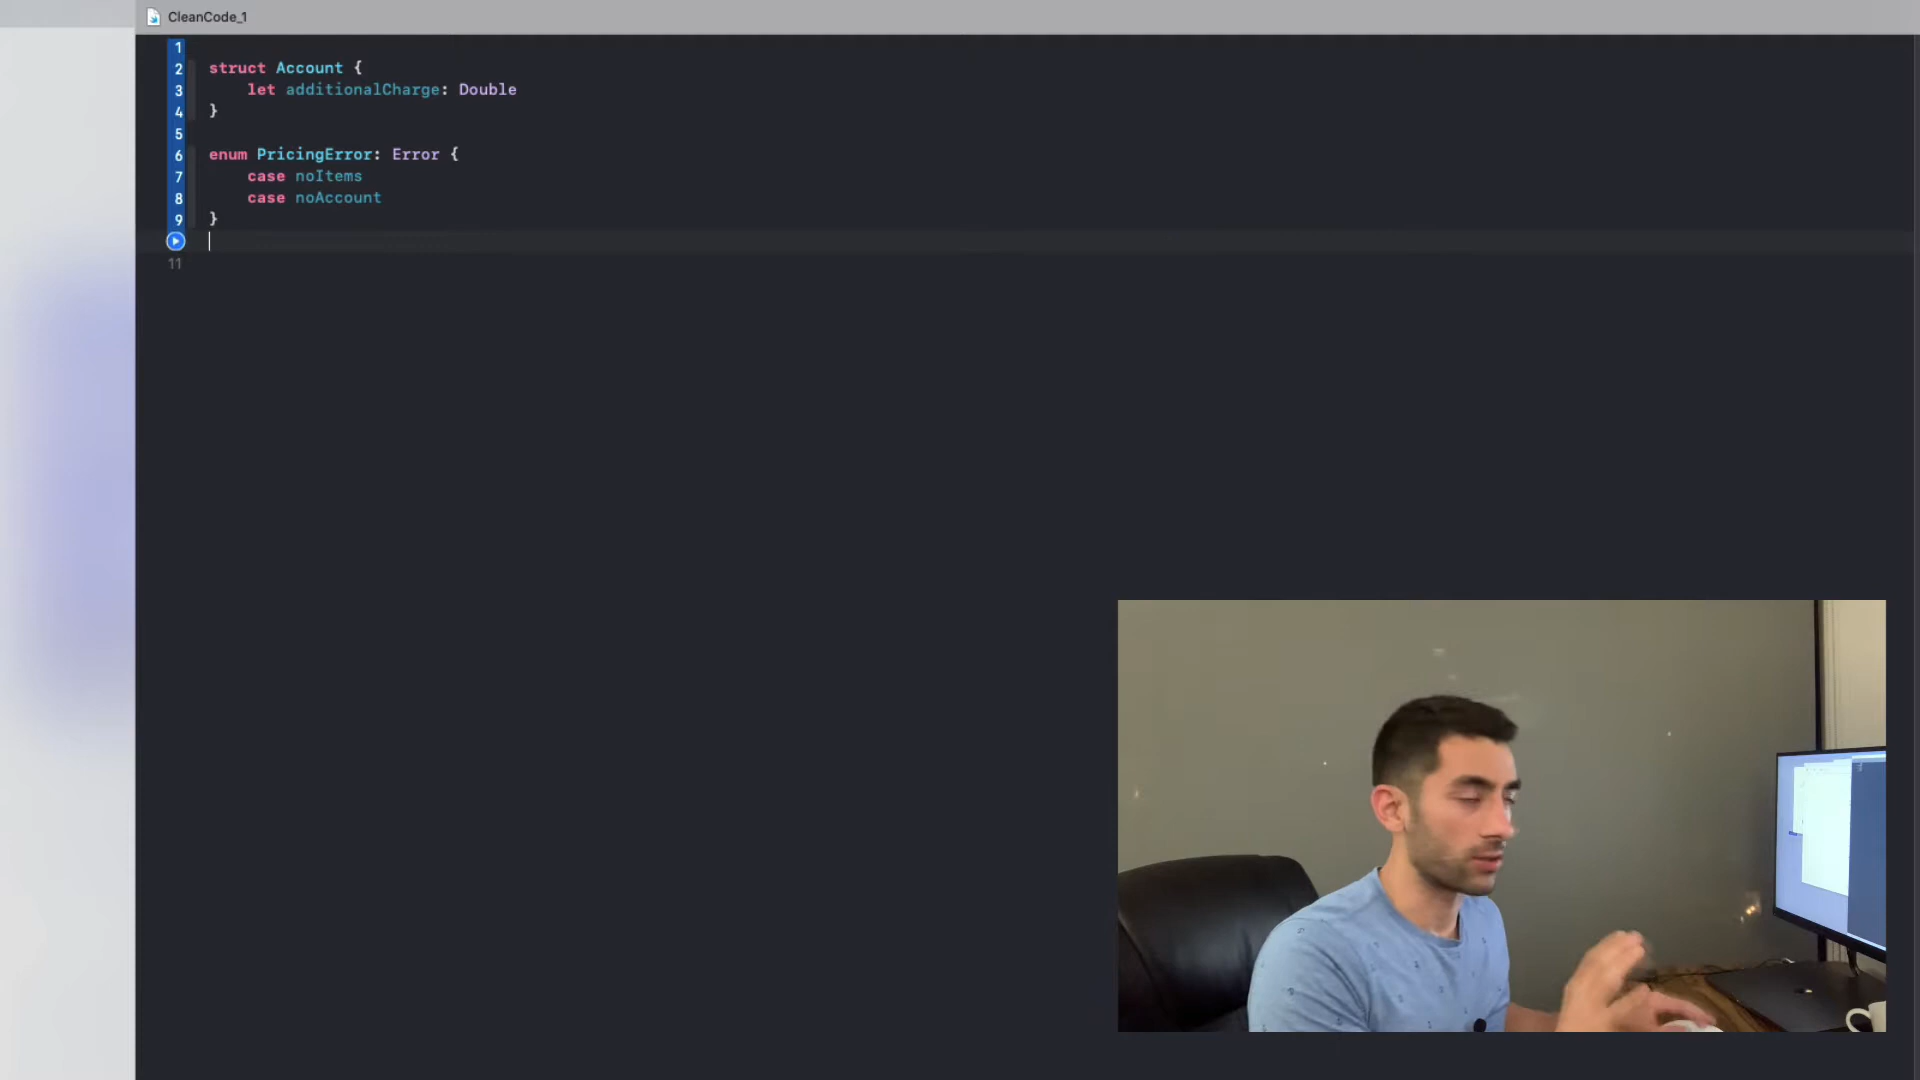 CleanCode_1
1
2 struct Account {
3 let additionalCharge: Double
4 }
5
6 enum PricingError: Error {
7 case noItems
8 case noAccount
9 }
11